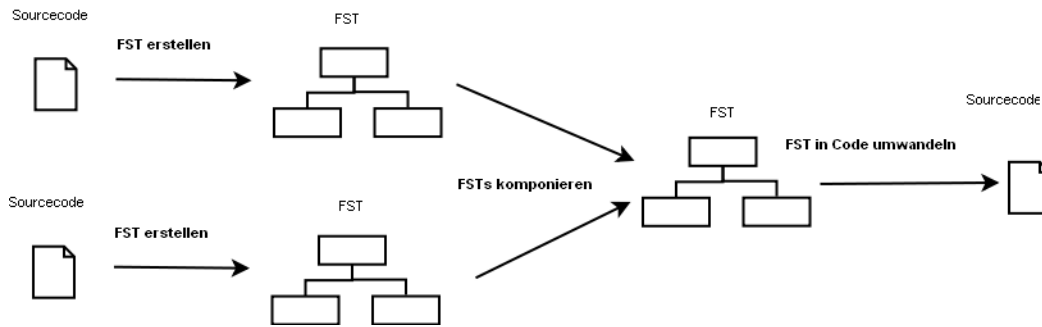 Sourcecode
FST
FST erstellen
FST
Sourcecode
FST in Code umwandeln
FSTs komponieren
Sourcecode
FST
FST erstellen